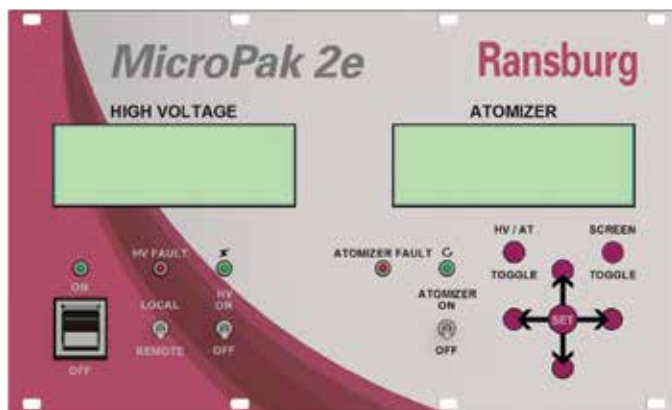 MicroPak 2e
Ransburg
HIGH VOLTAGE
ATOMIZER
HV / AT
SCREEN
HV FAULT
ATOMIZER FAULT
TOGGLE
TOGGLE
ON
HV
ON
ATOMIZER
ON
LOCAL
SET
REMOTE
OFF
OFF
OFF